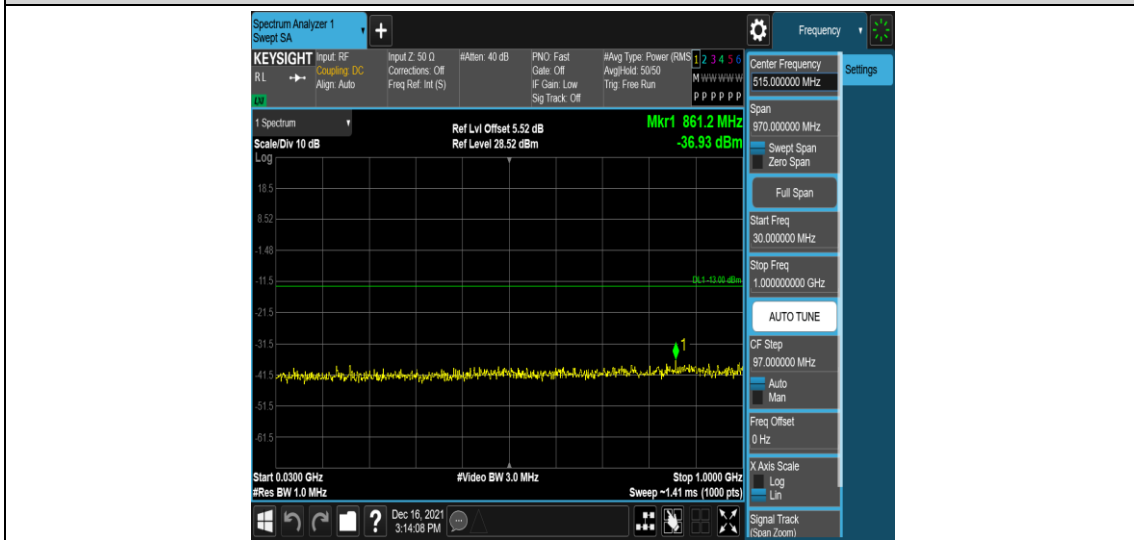 Spectrum Analyzer 1
Swept SA
+
Frequency
KEYSIGHT
RL
LXI
Input: RF
Coupling: DC
Align: Auto
Input Z: 50 Ω
Corrections: Off
Freq Ref: Int (S)
#Atten: 40 dB
PNO: Fast
Gate: Off
IF Gain: Low
Sig Track: Off
#Avg Type: Power (RMS
Avg|Hold: 50/50
Trig: Free Run
1 2 3 4 5 6
M W W W W W
P P P P P P
1 Spectrum
Scale/Div 10 dB
Ref Lvl Offset 5.52 dB
Ref Level 28.52 dBm
Mkr1 861.2 MHz
-36.93 dBm
Log
18.5
8.52
-1.48
-11.5
-21.5
-31.5
-41.5
-51.5
-61.5
DL1 -13.00 dBm
1
Start 0.0300 GHz
#Res BW 1.0 MHz
#Video BW 3.0 MHz
Stop 1.0000 GHz
Sweep ~1.41 ms (1000 pts)
Center Frequency
515.000000 MHz
Settings
Span
970.000000 MHz
Swept Span
Zero Span
Full Span
Start Freq
30.000000 MHz
Stop Freq
1.000000000 GHz
AUTO TUNE
CF Step
97.000000 MHz
Auto
Man
Freq Offset
0 Hz
X Axis Scale
Log
Lin
Signal Track
(Span Zoom)
?
Dec 16, 2021
3:14:08 PM